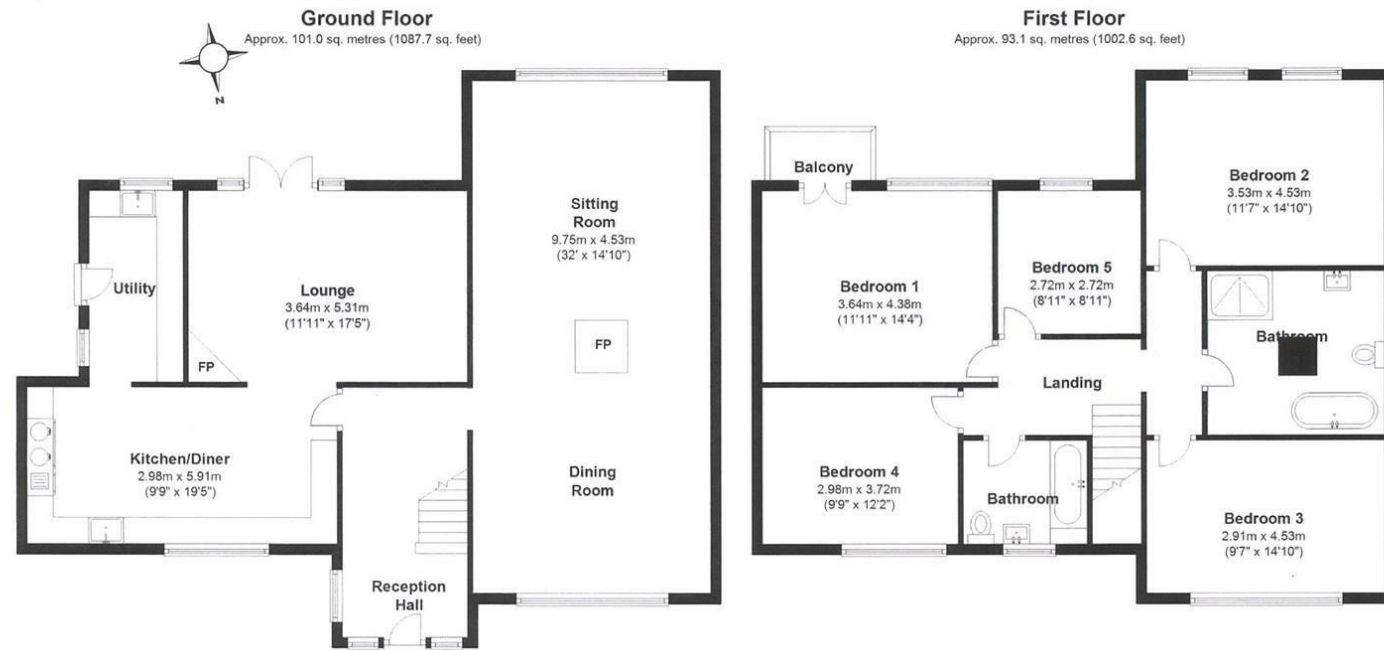 Ground Floor
Approx. 101.0 sq. metres (1087.7 sq. feet)
N
Utility
Lounge
3.64m x 5.31m
(11'11" x 17'5")
FP
Sitting
Room
9.75m x 4.53m
(32' x 14'10")
FP
Kitchen/Diner
2.98m x 5.91m
(9'9" x 19'5")
Dining
Room
Reception
Hall
First Floor
Approx. 93.1 sq. metres (1002.6 sq. feet)
Balcony
Bedroom 2
3.53m x 4.53m
(11'7" x 14'10")
Bedroom 1
3.64m x 4.38m
(11'11" x 14'4")
Bedroom 5
2.72m x 2.72m
(8'11" x 8'11")
Bathroom
Landing
Bedroom 4
2.98m x 3.72m
(9'9" x 12'2")
Bathroom
Bedroom 3
2.91m x 4.53m
(9'7" x 14'10")